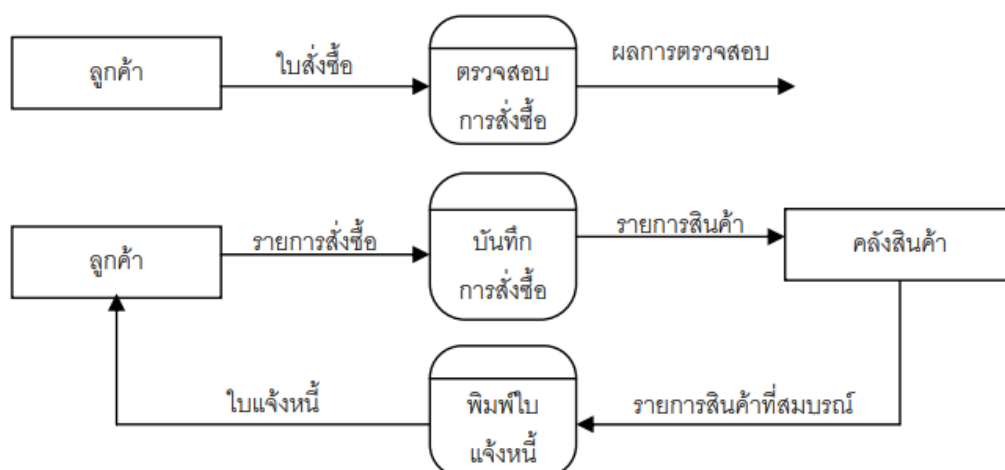 ลูกค้า
ใบสั่งซื้อ
ตรวจสอบ
การสั่งซื้อ
ผลการตรวจสอบ
ลูกค้า
รายการสั่งซื้อ
บันทึก
การสั่งซื้อ
รายการสินค้า
คลังสินค้า
ใบแจ้งหนี้
พิมพ์ใบ
แจ้งหนี้
รายการสินค้าที่สมบรณ์